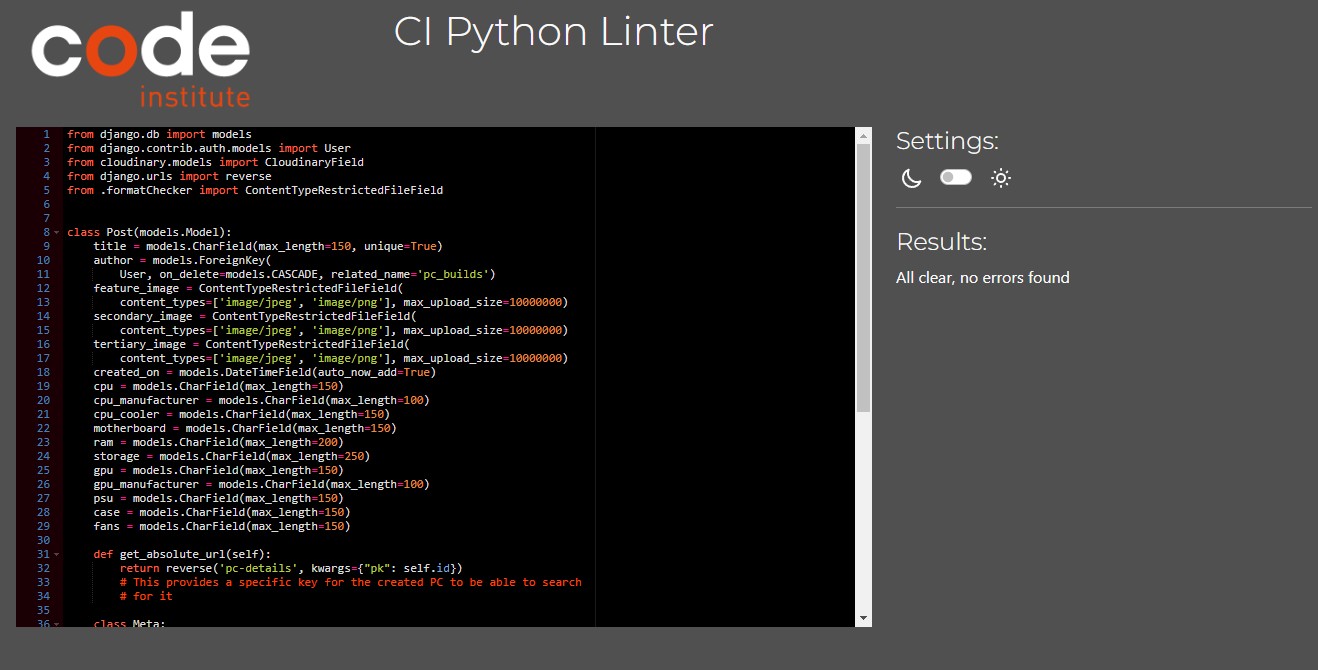 code
institute
CI Python Linter
1 from django.db import models
2 from django.contrib.auth.models import User
3 from cloudinary.models import CloudinaryField
4 from django.urls import reverse
5 from .formatChecker import ContentTypeRestrictedFileField
6
7
8 class Post(models.Model):
9     title = models.CharField(max_length=150, unique=True)
10     author = models.ForeignKey(
11         User, on_delete=models.CASCADE, related_name='pc_builds')
12     feature_image = ContentTypeRestrictedFileField(
13         content_types=['image/jpeg', 'image/png'], max_upload_size=10000000)
14     secondary_image = ContentTypeRestrictedFileField(
15         content_types=['image/jpeg', 'image/png'], max_upload_size=10000000)
16     tertiary_image = ContentTypeRestrictedFileField(
17         content_types=['image/jpeg', 'image/png'], max_upload_size=10000000)
18     created_on = models.DateTimeField(auto_now_add=True)
19     cpu = models.CharField(max_length=150)
20     cpu_manufacturer = models.CharField(max_length=100)
21     cpu_cooler = models.CharField(max_length=150)
22     motherboard = models.CharField(max_length=150)
23     ram = models.CharField(max_length=200)
24     storage = models.CharField(max_length=250)
25     gpu = models.CharField(max_length=150)
26     gpu_manufacturer = models.CharField(max_length=100)
27     psu = models.CharField(max_length=150)
28     case = models.CharField(max_length=150)
29     fans = models.CharField(max_length=150)
30
31     def get_absolute_url(self):
32         return reverse('pc-details', kwargs={"pk": self.id})
33         # This provides a specific key for the created PC to be able to search
34         # for it
35
36     class Meta:
Settings:
Results:
All clear, no errors found